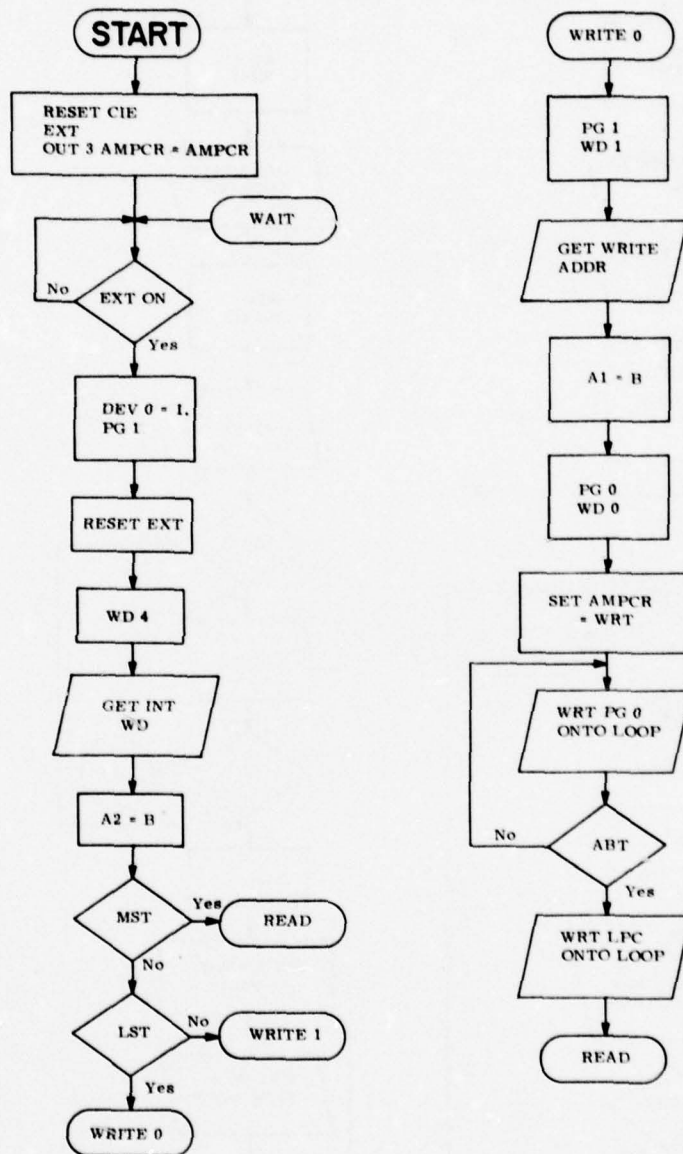 START
RESET CIE
EXT
OUT 3 AMPCR = AMPCR
WAIT
No
EXT ON
Yes
DEV 0 = 1.
PG 1
RESET EXT
WD 4
GET INT
WD
A2 = B
MST
Yes
READ
No
LST
No
WRITE 1
Yes
WRITE 0
WRITE 0
PG 1
WD 1
GET WRITE
ADDR
A1 = B
PG 0
WD 0
SET AMPCR
= WRT
WRT PG 0
ONTO LOOP
No
ABT
Yes
WRT LPC
ONTO LOOP
READ